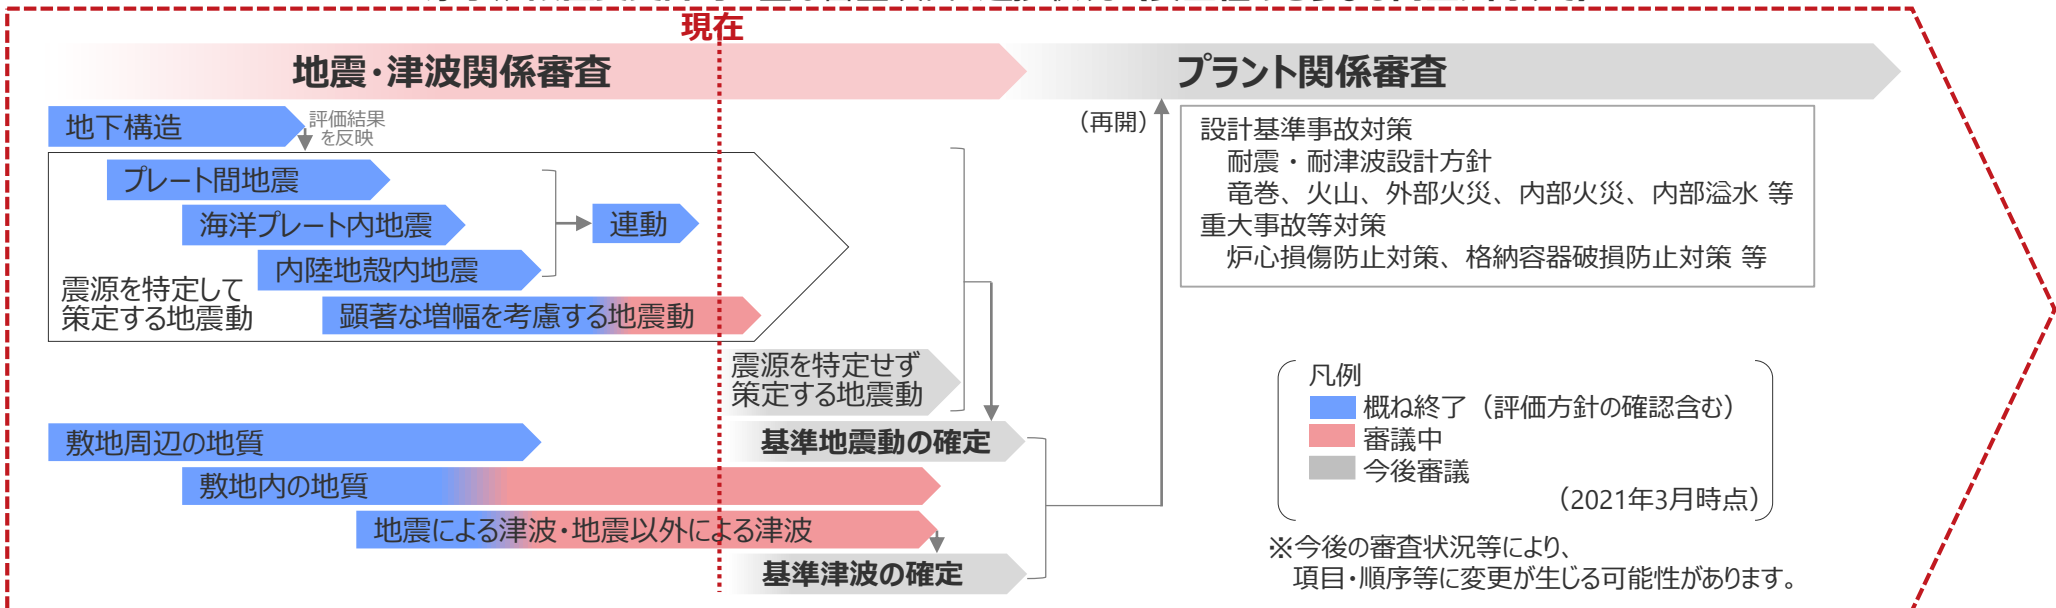 現在
地震・津波関係審査
プラント関係審査
地下構造
評価結果
を反映
(再開)
プレート間地震
海洋プレート内地震
内陸地殻内地震
連動
震源を特定して
策定する地震動
顕著な増幅を考慮する地震動
震源を特定せず
策定する地震動
敷地周辺の地質
基準地震動の確定
敷地内の地質
地震による津波・地震以外による津波
基準津波の確定
設計基準事故対策
耐震・耐津波設計方針
竜巻、火山、外部火災、内部火災、内部溢水 等
重大事故等対策
炉心損傷防止対策、格納容器破損防止対策 等
凡例
概ね終了（評価方針の確認含む）
審議中
今後審議
（2021年3月時点）
※今後の審査状況等により、
項目・順序等に変更が生じる可能性があります。